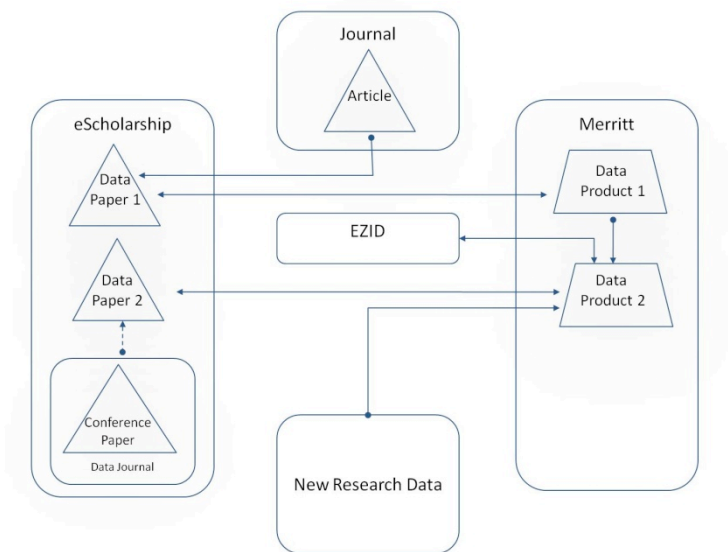 Journal
Article
eScholarship
Data
Paper 1
Data
Paper 2
Conference
Paper
Data Journal
EZID
New Research Data
Merritt
Data
Product 1
Data
Product 2